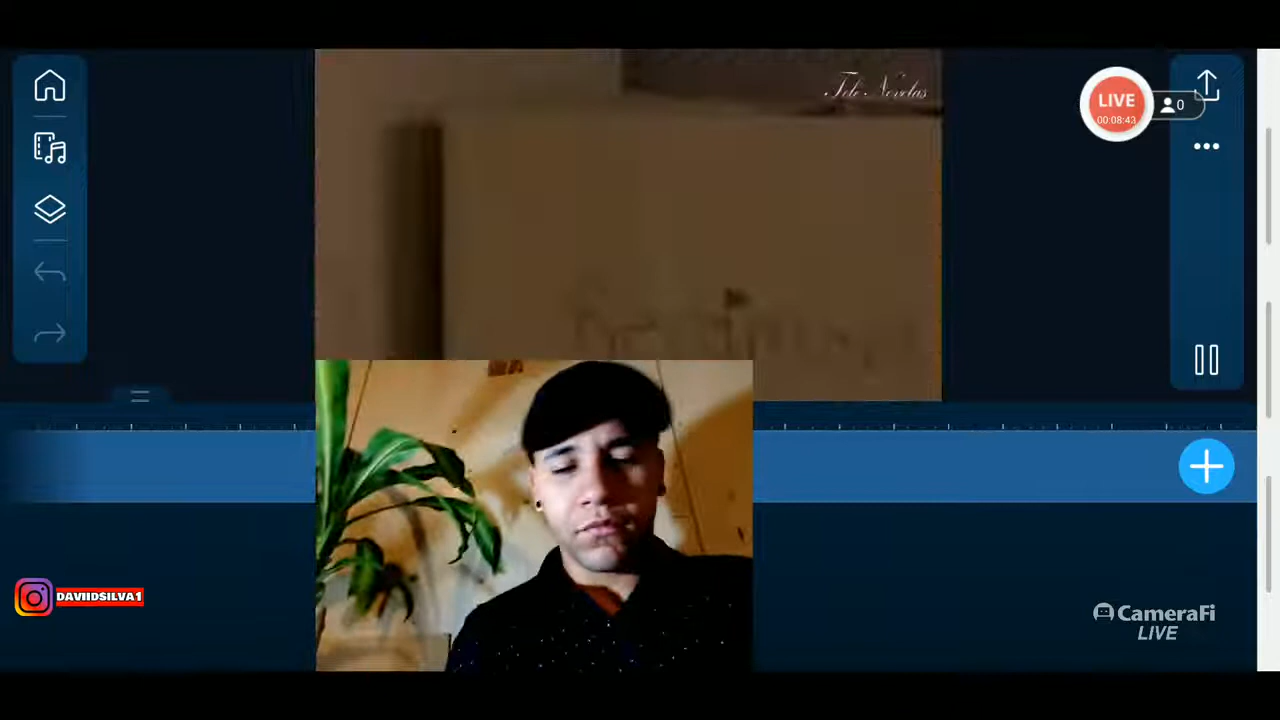 Tele Novelas
LIVE
00:08:43
0
DAVIIDSILVA1
CameraFi
LIVE